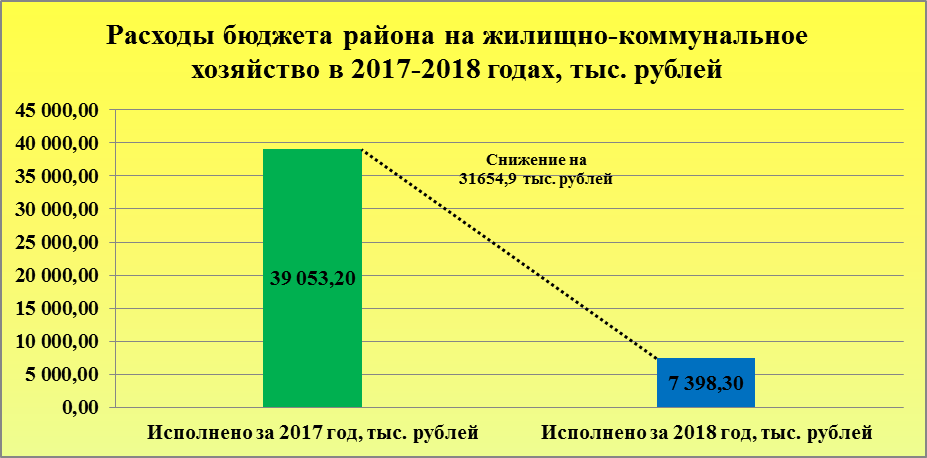 Расходы бюджета района на жилищно-коммунальное
хозяйство в 2017-2018 годах, тыс. рублей
45 000,00
40 000,00
35 000,00
30 000,00
25 000,00
20 000,00
15 000,00
10 000,00
5 000,00
0,00
Снижение на
31654,9 тыс. рублей
39 053,20
7 398,30
Исполнено за 2017 год, тыс. рублей
Исполнено за 2018 год, тыс. рублей